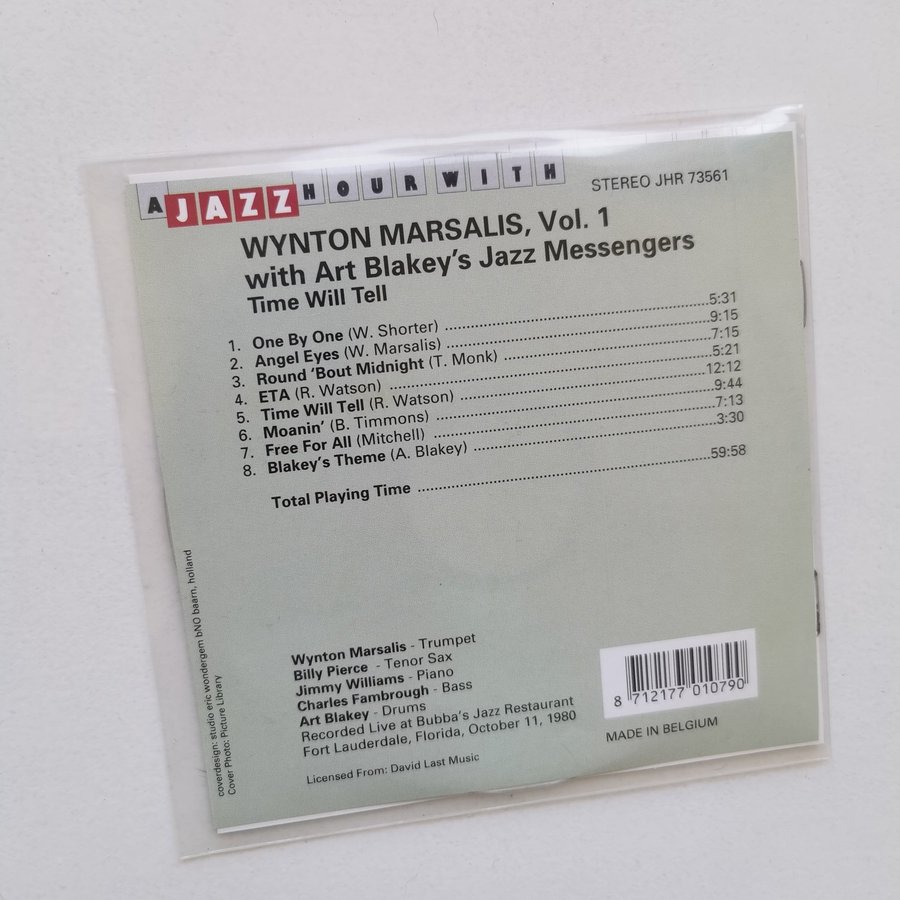 A JAZZ HOUR WITH
STEREO JHR 73561
WYNTON MARSALIS, Vol. 1
with Art Blakey's Jazz Messengers
Time Will Tell
1. One By One (W. Shorter) 5:31
2. Angel Eyes (W. Marsalis) 9:15
3. Round 'Bout Midnight (T. Monk) 7:15
4. ETA (R. Watson) 5:21
5. Time Will Tell (R. Watson) 12:12
6. Moanin' (B. Timmons) 9:44
7. Free For All (Mitchell) 7:13
8. Blakey's Theme (A. Blakey) 3:30
Total Playing Time 59:58
Wynton Marsalis - Trumpet
Billy Pierce - Tenor Sax
Jimmy Williams - Piano
Charles Fambrough - Bass
Art Blakey - Drums
Recorded Live at Bubba's Jazz Restaurant
Fort Lauderdale, Florida, October 11, 1980
Licensed From: David Last Music
8 712177 010790
MADE IN BELGIUM
coverdesign: studio eric wondergem bNO baarn, holland
Cover Photo: Picture Library